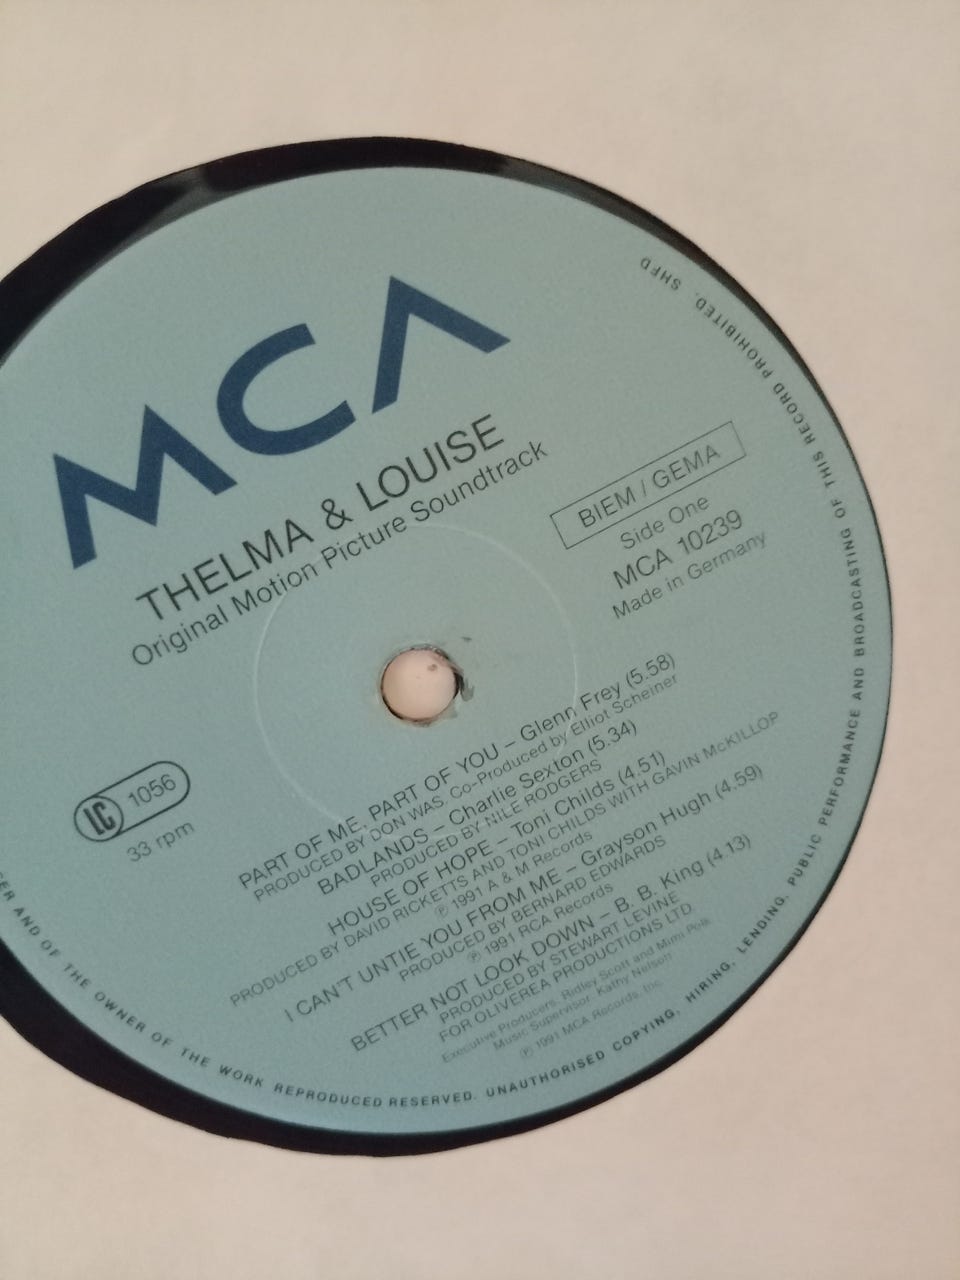 MCA
THELMA & LOUISE
Original Motion Picture Soundtrack
BIEM / GEMA
Side One
MCA 10239
Made in Germany
LC 1056
33 rpm
PART OF ME, PART OF YOU – Glenn Frey (5.58)
PRODUCED BY DON WAS. Co-Produced by Elliot Scheiner
BADLANDS – Charlie Sexton (5.34)
PRODUCED BY NILE RODGERS
HOUSE OF HOPE – Toni Childs (4.51)
PRODUCED BY DAVID RICKETTS AND TONI CHILDS WITH GAVIN McKILLOP
℗ 1991 A & M Records
I CAN'T UNTIE YOU FROM ME – Grayson Hugh (4.59)
PRODUCED BY BERNARD EDWARDS
℗ 1991 RCA Records
BETTER NOT LOOK DOWN – B. B. King (4.13)
PRODUCED BY STEWART LEVINE
FOR OLIVEREA PRODUCTIONS LTD.
Executive Producers: Ridley Scott and Mimi Polk
Music Supervisor: Kathy Nelson
℗ 1991 MCA Records, Inc.
AND OF THE OWNER OF THE WORK REPRODUCED RESERVED. UNAUTHORISED COPYING, HIRING, LENDING, PUBLIC PERFORMANCE AND BROADCASTING OF THIS RECORD PROHIBITED. SMFD